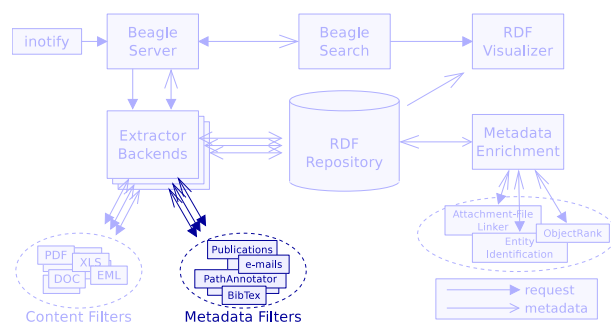 inotify
Beagle
Server
Beagle
Search
RDF
Visualizer
Extractor
Backends
RDF
Repository
Metadata
Enrichment
Attachment-File
Linker
ObjectRank
Entity
Identification
PDF
XLS
DOC
EML
Content Filters
Publications
e-mails
PathAnnotator
BibTex
Metadata Filters
request
metadata